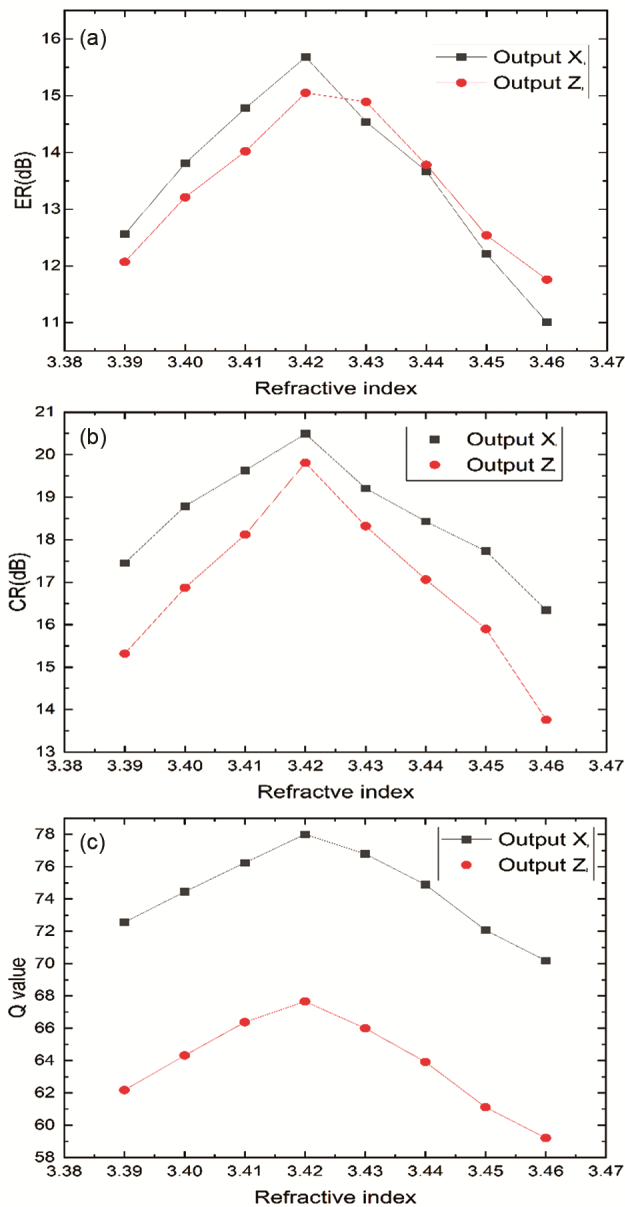 (a)
Output X,
Output Z,
16
15
14
13
12
11
ER(dB)
3.38 3.39 3.40 3.41 3.42 3.43 3.44 3.45 3.46 3.47
Refractive index
(b)
Output X
Output Z
21
20
19
18
17
16
15
14
13
CR(dB)
3.38 3.39 3.40 3.41 3.42 3.43 3.44 3.45 3.46 3.47
Refractve index
(c)
Output X,
Output Z,
78
76
74
72
70
68
66
64
62
60
58
Q value
3.38 3.39 3.40 3.41 3.42 3.43 3.44 3.45 3.46 3.47
Refractive index